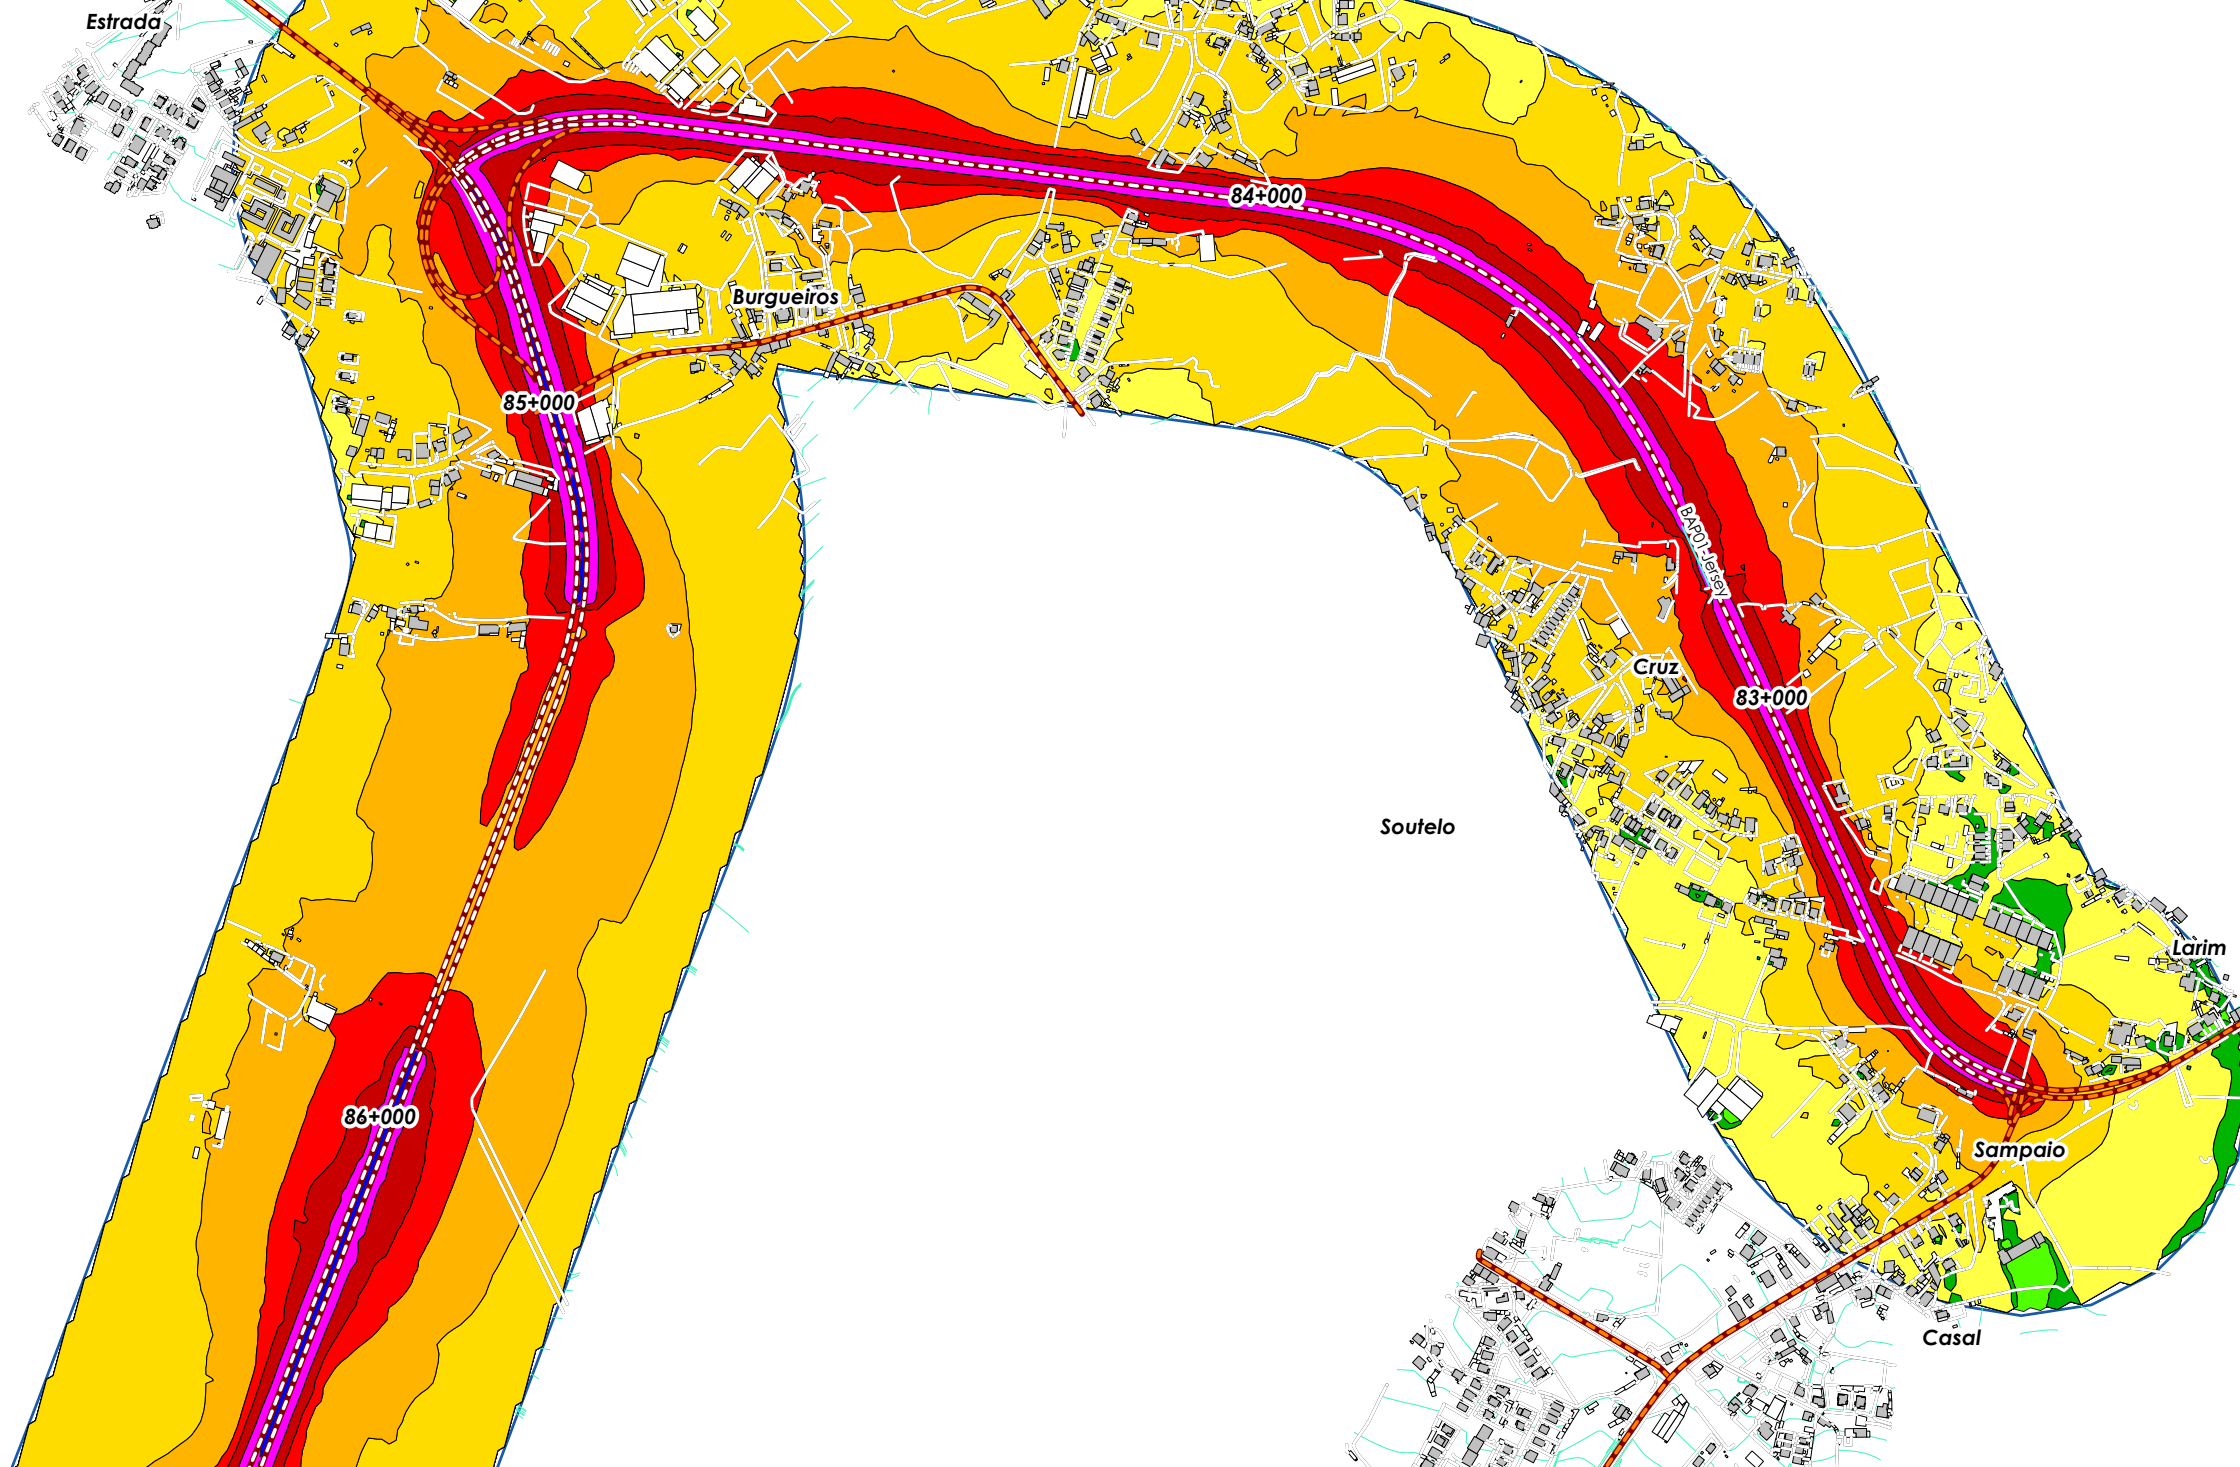 Estrada
84+000
Burgueiros
85+000
BAP01-Jersey
Cruz
83+000
Soutelo
Larim
86+000
Sampaio
Casal